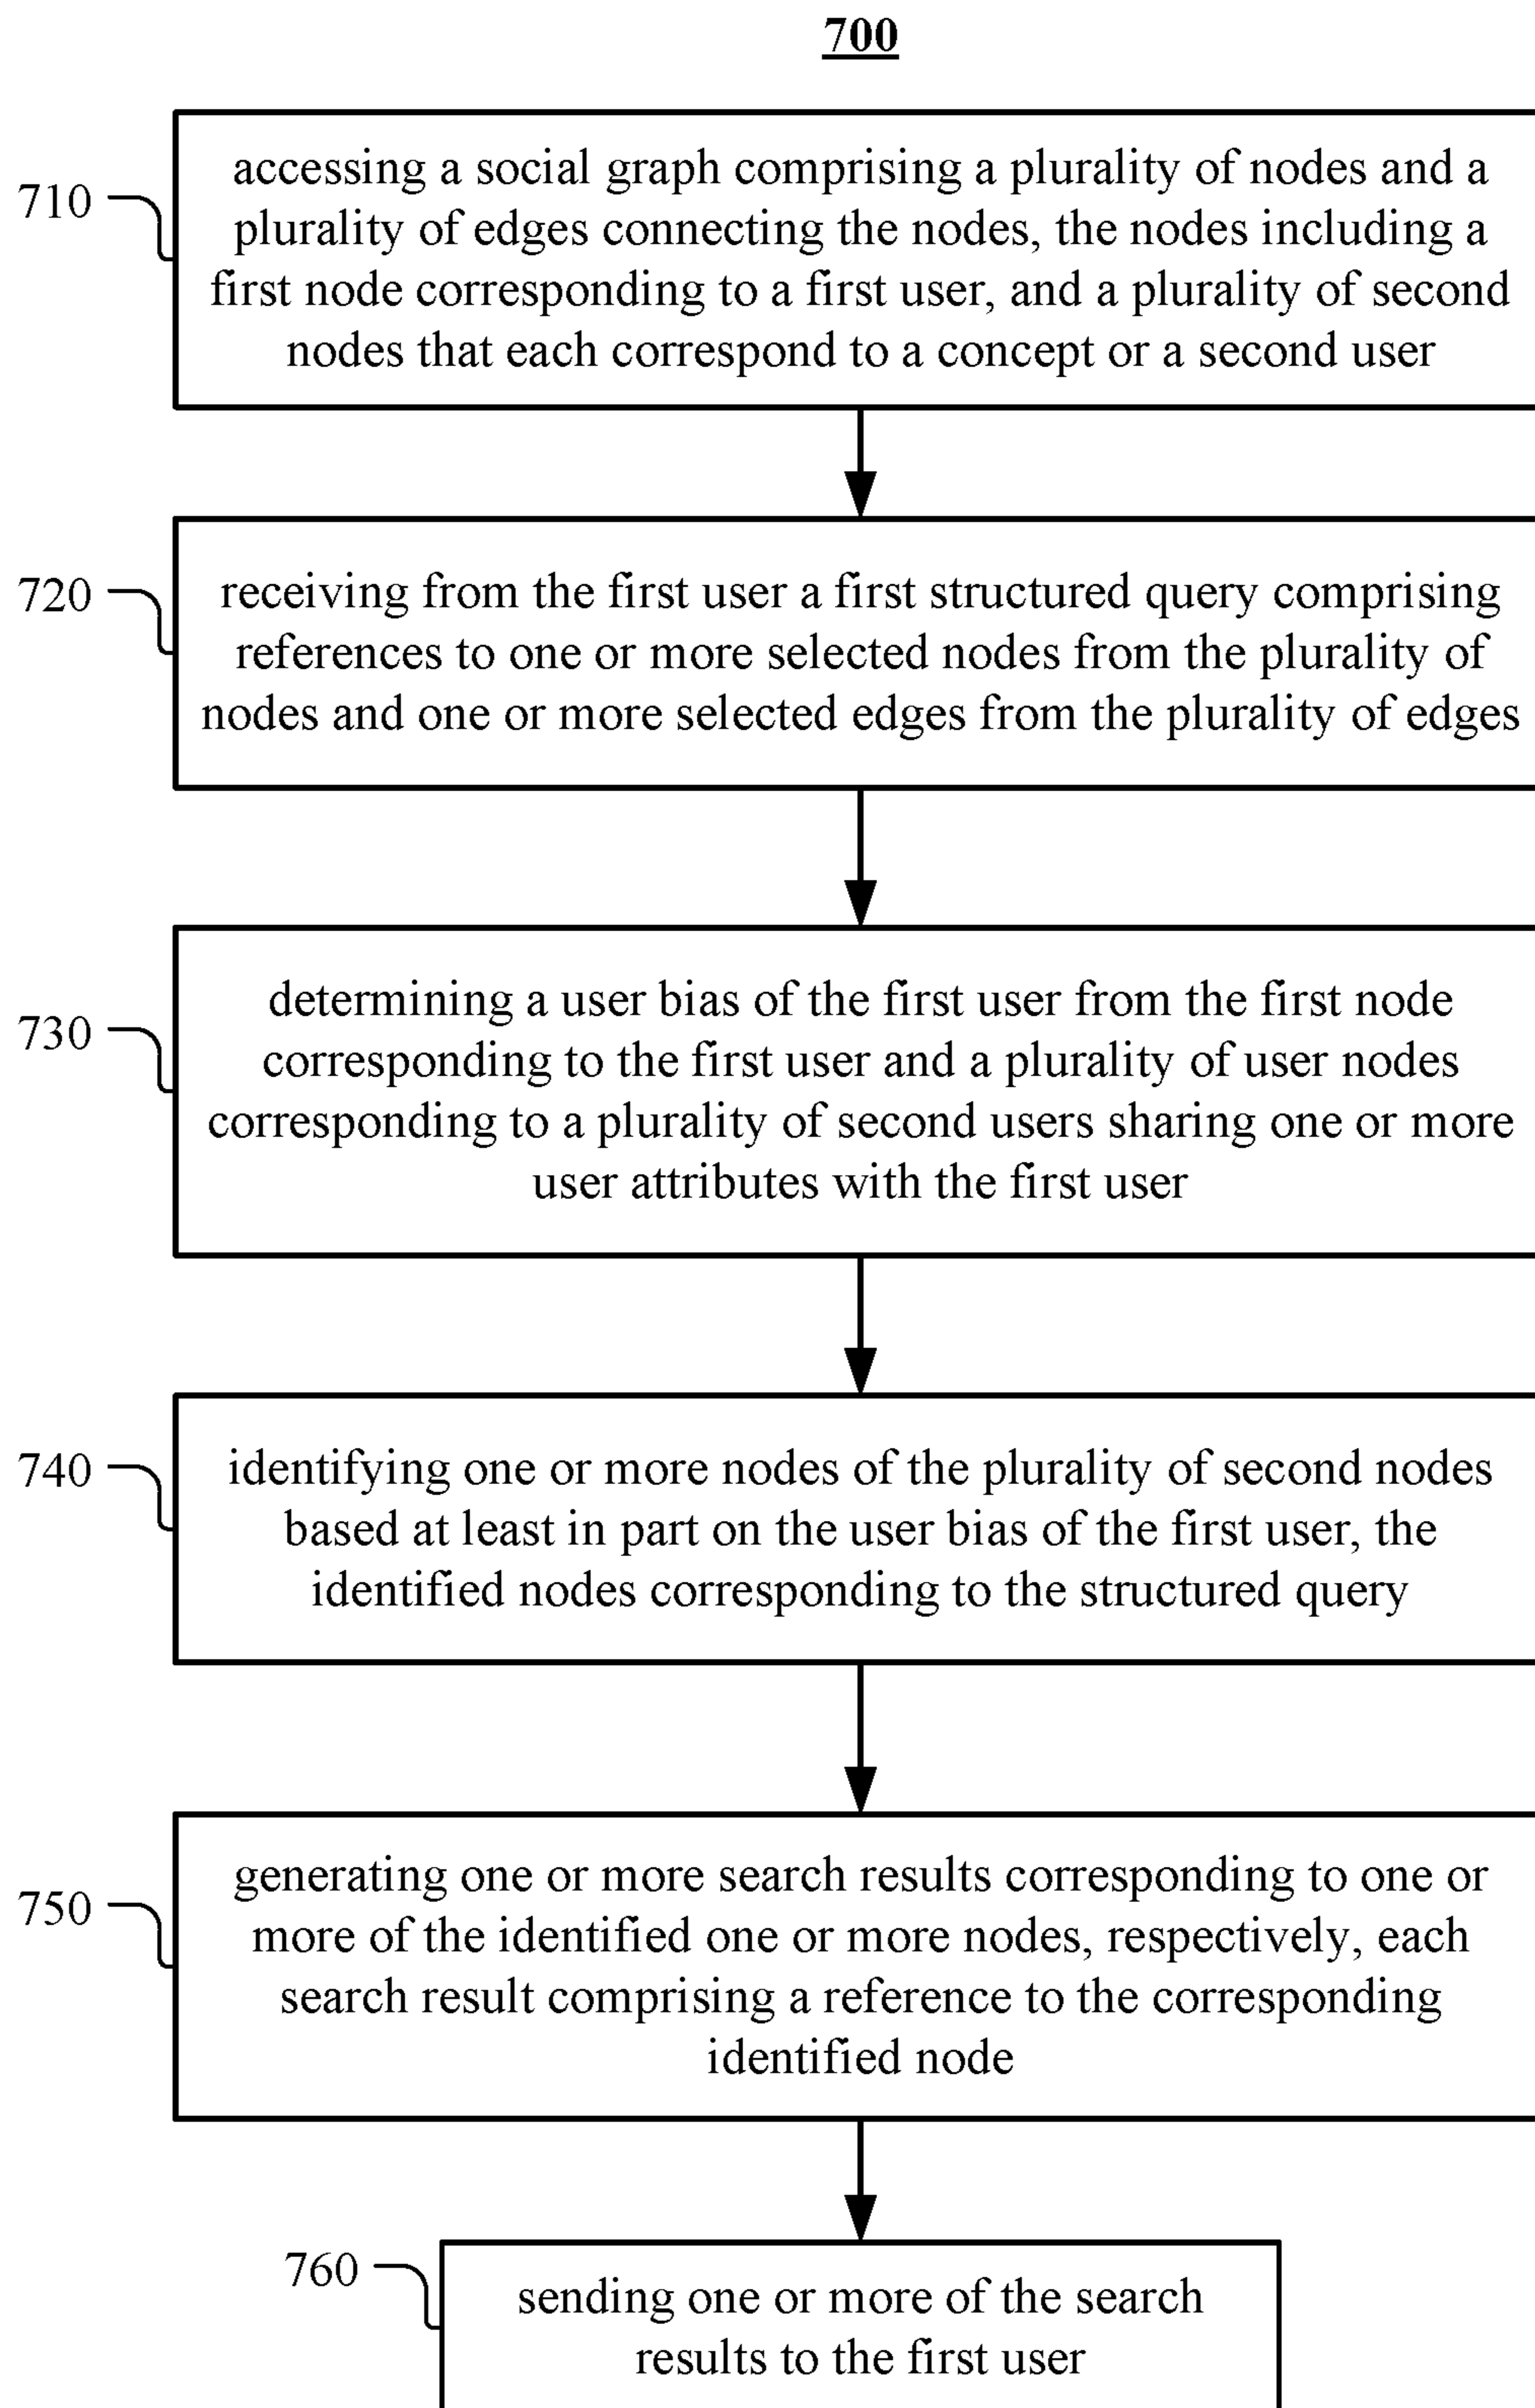 700
710
accessing a social graph comprising a plurality of nodes and a
plurality of edges connecting the nodes, the nodes including a
first node corresponding to a first user, and a plurality of second
nodes that each correspond to a concept or a second user
720
receiving from the first user a first structured query comprising
references to one or more selected nodes from the plurality of
nodes and one or more selected edges from the plurality of edges
730
determining a user bias of the first user from the first node
corresponding to the first user and a plurality of user nodes
corresponding to a plurality of second users sharing one or more
user attributes with the first user
740
identifying one or more nodes of the plurality of second nodes
based at least in part on the user bias of the first user, the
identified nodes corresponding to the structured query
750
generating one or more search results corresponding to one or
more of the identified one or more nodes, respectively, each
search result comprising a reference to the corresponding
identified node
760
sending one or more of the search
results to the first user